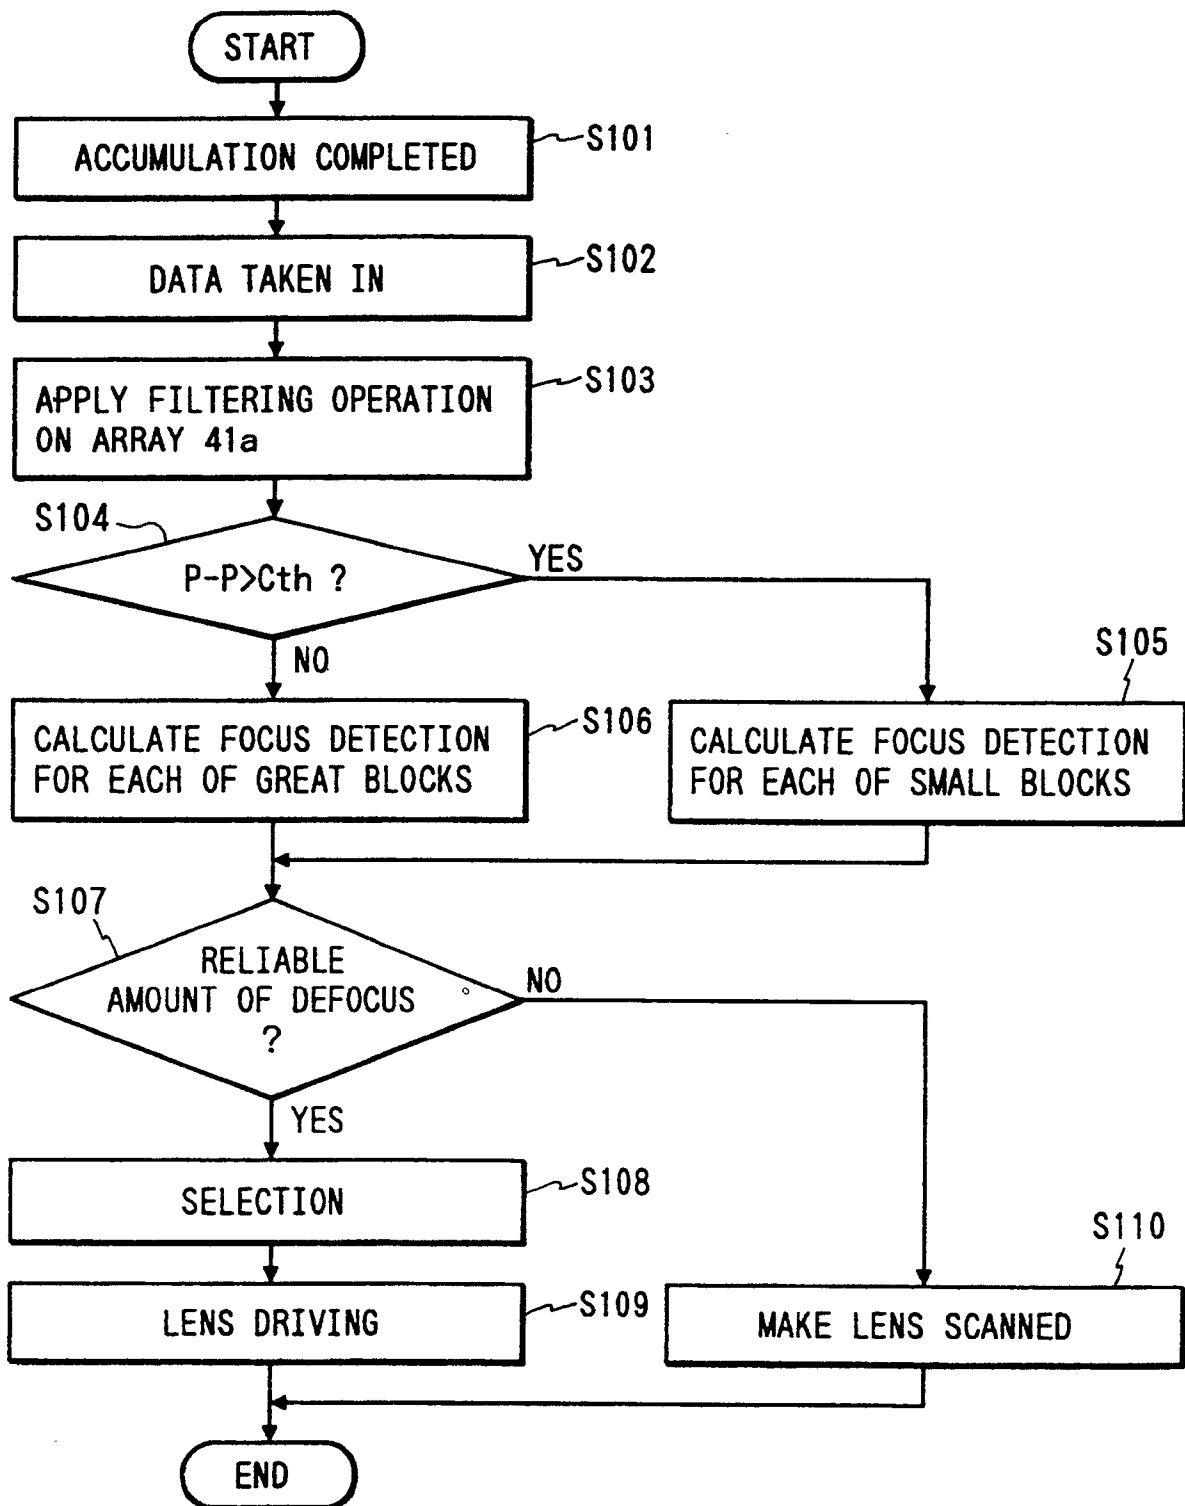 START
ACCUMULATION COMPLETED
S101
DATA TAKEN IN
S102
APPLY FILTERING OPERATION
ON ARRAY 41a
S103
S104
P-P>Cth ?
YES
NO
CALCULATE FOCUS DETECTION
FOR EACH OF GREAT BLOCKS
S106
S105
CALCULATE FOCUS DETECTION
FOR EACH OF SMALL BLOCKS
S107
RELIABLE
AMOUNT OF DEFOCUS
?
NO
YES
SELECTION
S108
LENS DRIVING
S109
S110
MAKE LENS SCANNED
END